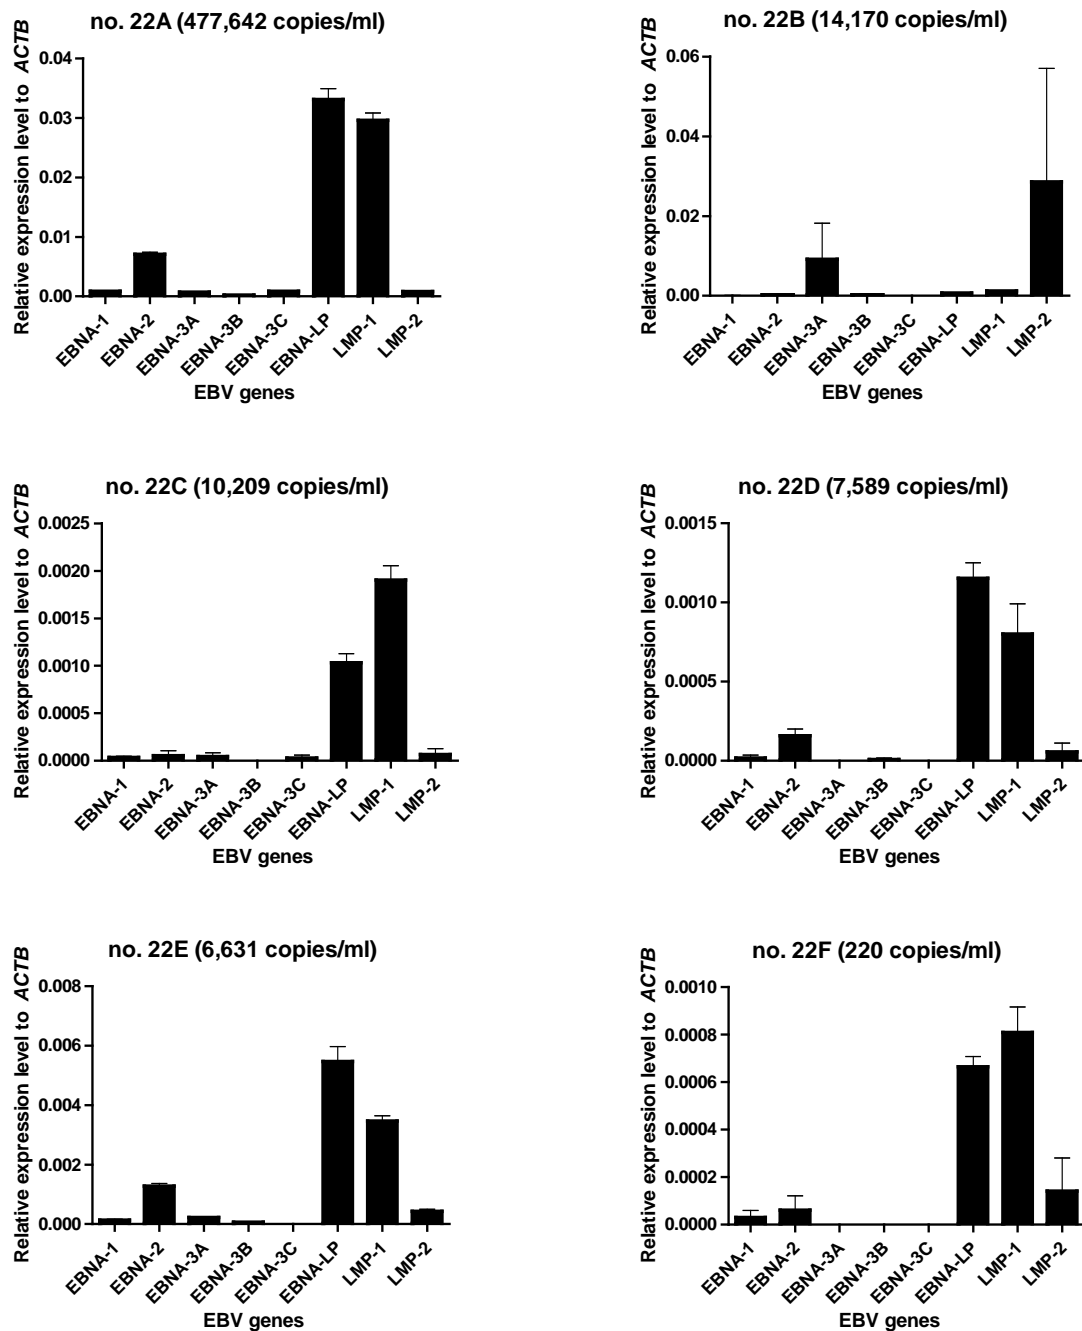 no. 22A (477,642 copies/ml)
Relative expression level to ACTB
0.04
0.03
0.02
0.01
0.00
EBNA-1
EBNA-2
EBNA-3A
EBNA-3B
EBNA-3C
EBNA-LP
LMP-1
LMP-2
EBV genes
no. 22B (14,170 copies/ml)
Relative expression level to ACTB
0.06
0.04
0.02
0.00
EBNA-1
EBNA-2
EBNA-3A
EBNA-3B
EBNA-3C
EBNA-LP
LMP-1
LMP-2
EBV genes
no. 22C (10,209 copies/ml)
Relative expression level to ACTB
0.0025
0.0020
0.0015
0.0010
0.0005
0.0000
EBNA-1
EBNA-2
EBNA-3A
EBNA-3B
EBNA-3C
EBNA-LP
LMP-1
LMP-2
EBV genes
no. 22D (7,589 copies/ml)
Relative expression level to ACTB
0.0015
0.0010
0.0005
0.0000
EBNA-1
EBNA-2
EBNA-3A
EBNA-3B
EBNA-3C
EBNA-LP
LMP-1
LMP-2
EBV genes
no. 22E (6,631 copies/ml)
Relative expression level to ACTB
0.008
0.006
0.004
0.002
0.000
EBNA-1
EBNA-2
EBNA-3A
EBNA-3B
EBNA-3C
EBNA-LP
LMP-1
LMP-2
EBV genes
no. 22F (220 copies/ml)
Relative expression level to ACTB
0.0010
0.0008
0.0006
0.0004
0.0002
0.0000
EBNA-1
EBNA-2
EBNA-3A
EBNA-3B
EBNA-3C
EBNA-LP
LMP-1
LMP-2
EBV genes